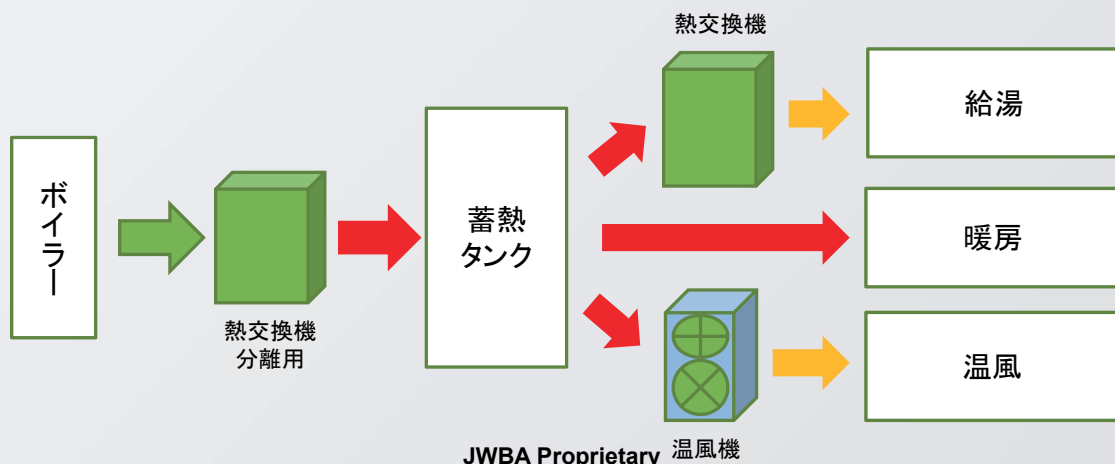 熱交換機
給湯
ボイラー
蓄熱
タンク
暖房
熱交換機
分離用
温風
JWBA Proprietary
温風機